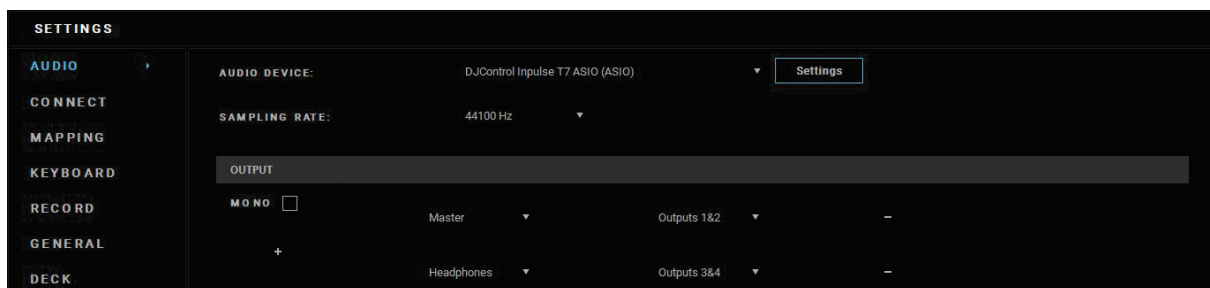 SETTINGS
AUDIO
CONNECT
MAPPING
KEYBOARD
RECORD
GENERAL
DECK
AUDIO DEVICE: DJControl Inpulse T7 ASIO (ASIO) Settings
SAMPLING RATE: 44100 Hz
OUTPUT
MONO
Master Outputs 1&2 −
+
Headphones Outputs 3&4 −